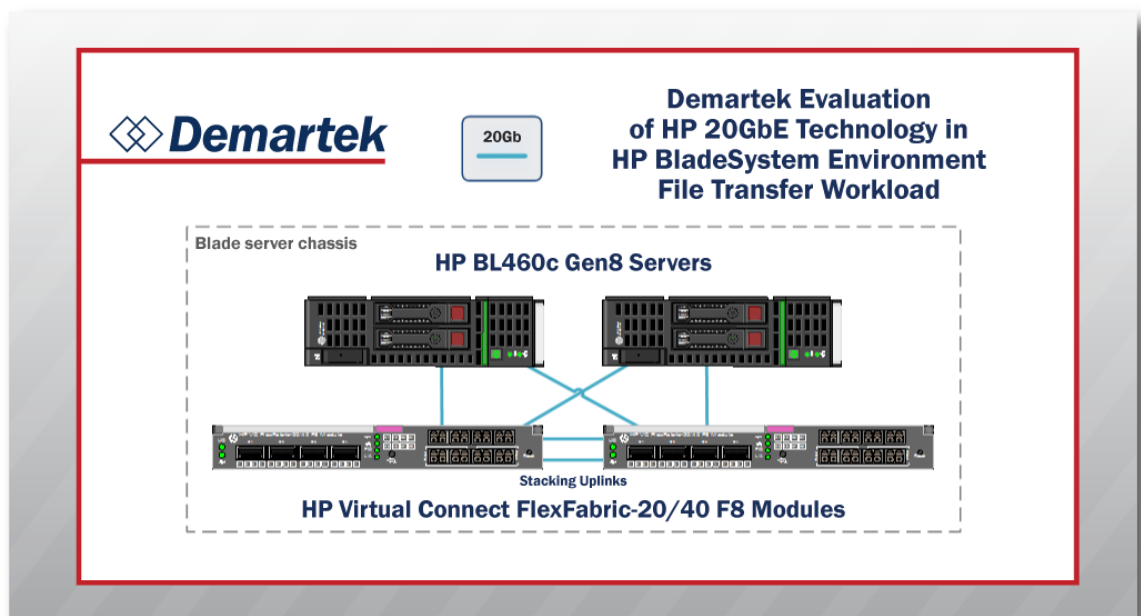 Demartek
20Gb
Demartek Evaluation
of HP 20GbE Technology in
HP BladeSystem Environment
File Transfer Workload
Blade server chassis
HP BL460c Gen8 Servers
Stacking Uplinks
HP Virtual Connect FlexFabric-20/40 F8 Modules